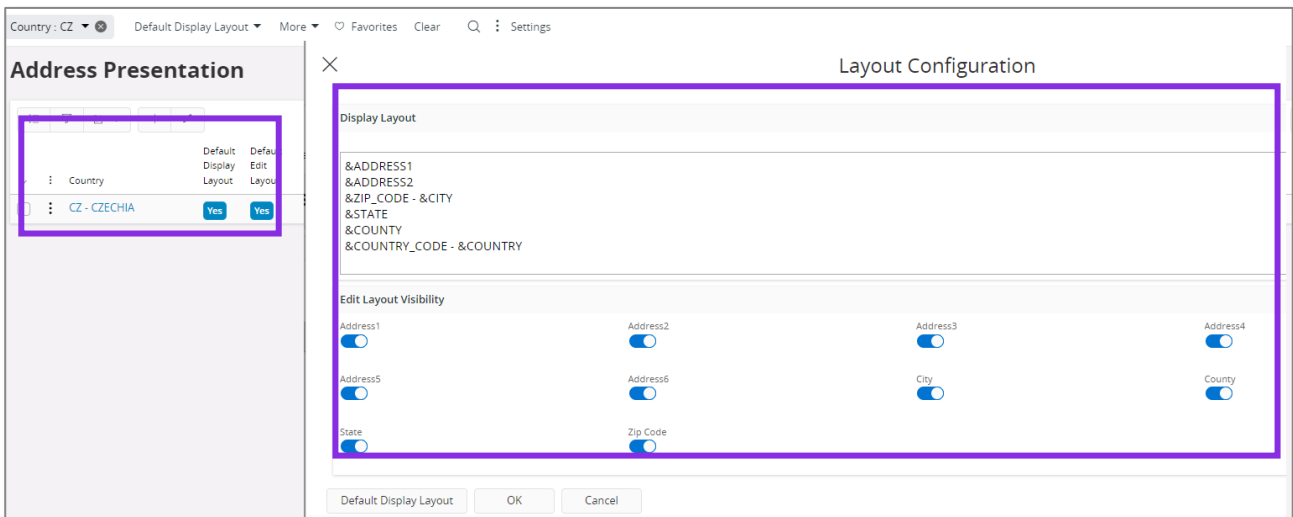 Country : CZ
Default Display Layout
More
Favorites
Clear
Settings
Address Presentation
Layout Configuration
Country
Default
Display
Layout
Edit
CZ - CZECHIA
Yes
Yes
Display Layout
&ADDRESS1
&ADDRESS2
&ZIP_CODE - &CITY
&STATE
&COUNTY
&COUNTRY_CODE - &COUNTRY
Edit Layout Visibility
Address1
Address2
Address3
Address4
Address5
Address6
City
County
State
Zip Code
Default Display Layout
OK
Cancel